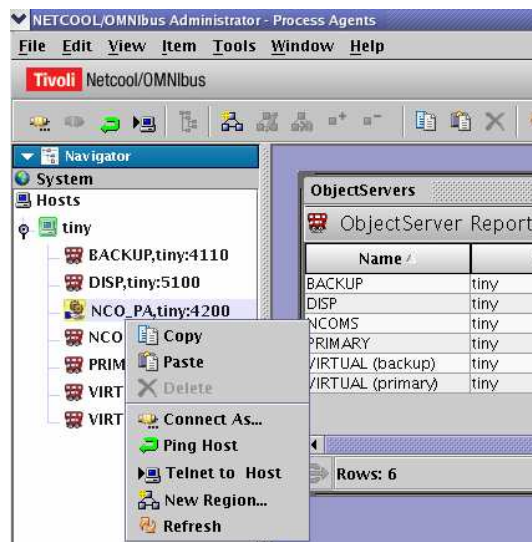 NETCOOL/OMNIbus Administrator - Process Agents
File Edit View Item Tools Window Help
Tivoli Netcool/OMNIbus
Navigator
System
Hosts
tiny
BACKUP,tiny:4110
DISP,tiny:5100
NCO_PA,tiny:4200
NCO
PRIM
VIRT
VIRT
Copy
Paste
Delete
Connect As...
Ping Host
Telnet to Host
New Region...
Refresh
ObjectServers
ObjectServer Report
Name
BACKUP tiny
DISP tiny
NCOMS tiny
PRIMARY tiny
VIRTUAL (backup) tiny
VIRTUAL (primary) tiny
Rows: 6